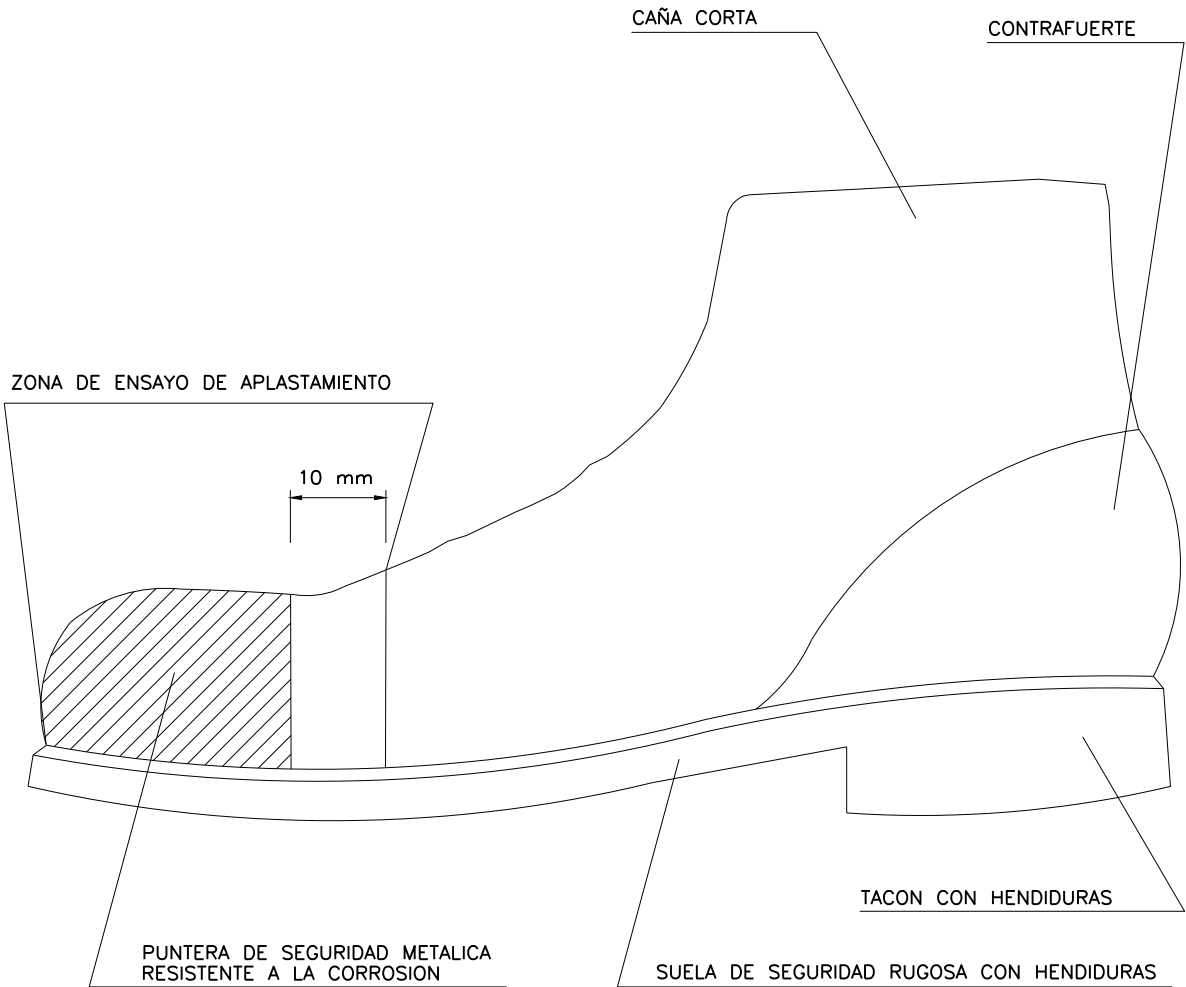 CAÑA CORTA
CONTRAFUERTE
ZONA DE ENSAYO DE APLASTAMIENTO
10 mm
TACON CON HENDIDURAS
PUNTERA DE SEGURIDAD METALICA
RESISTENTE A LA CORROSION
SUELA DE SEGURIDAD RUGOSA CON HENDIDURAS